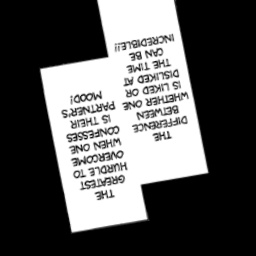 THE
GREATEST
HURDLE TO
OVERCOME
WHEN ONE
CONFESSES
IS THEIR
PARTNER'S
MOOD!
THE
DIFFERENCE
BETWEEN
WHETHER ONE
IS LIKED OR
DISLIKED AT
THE TIME
CAN BE
INCREDIBLE!!